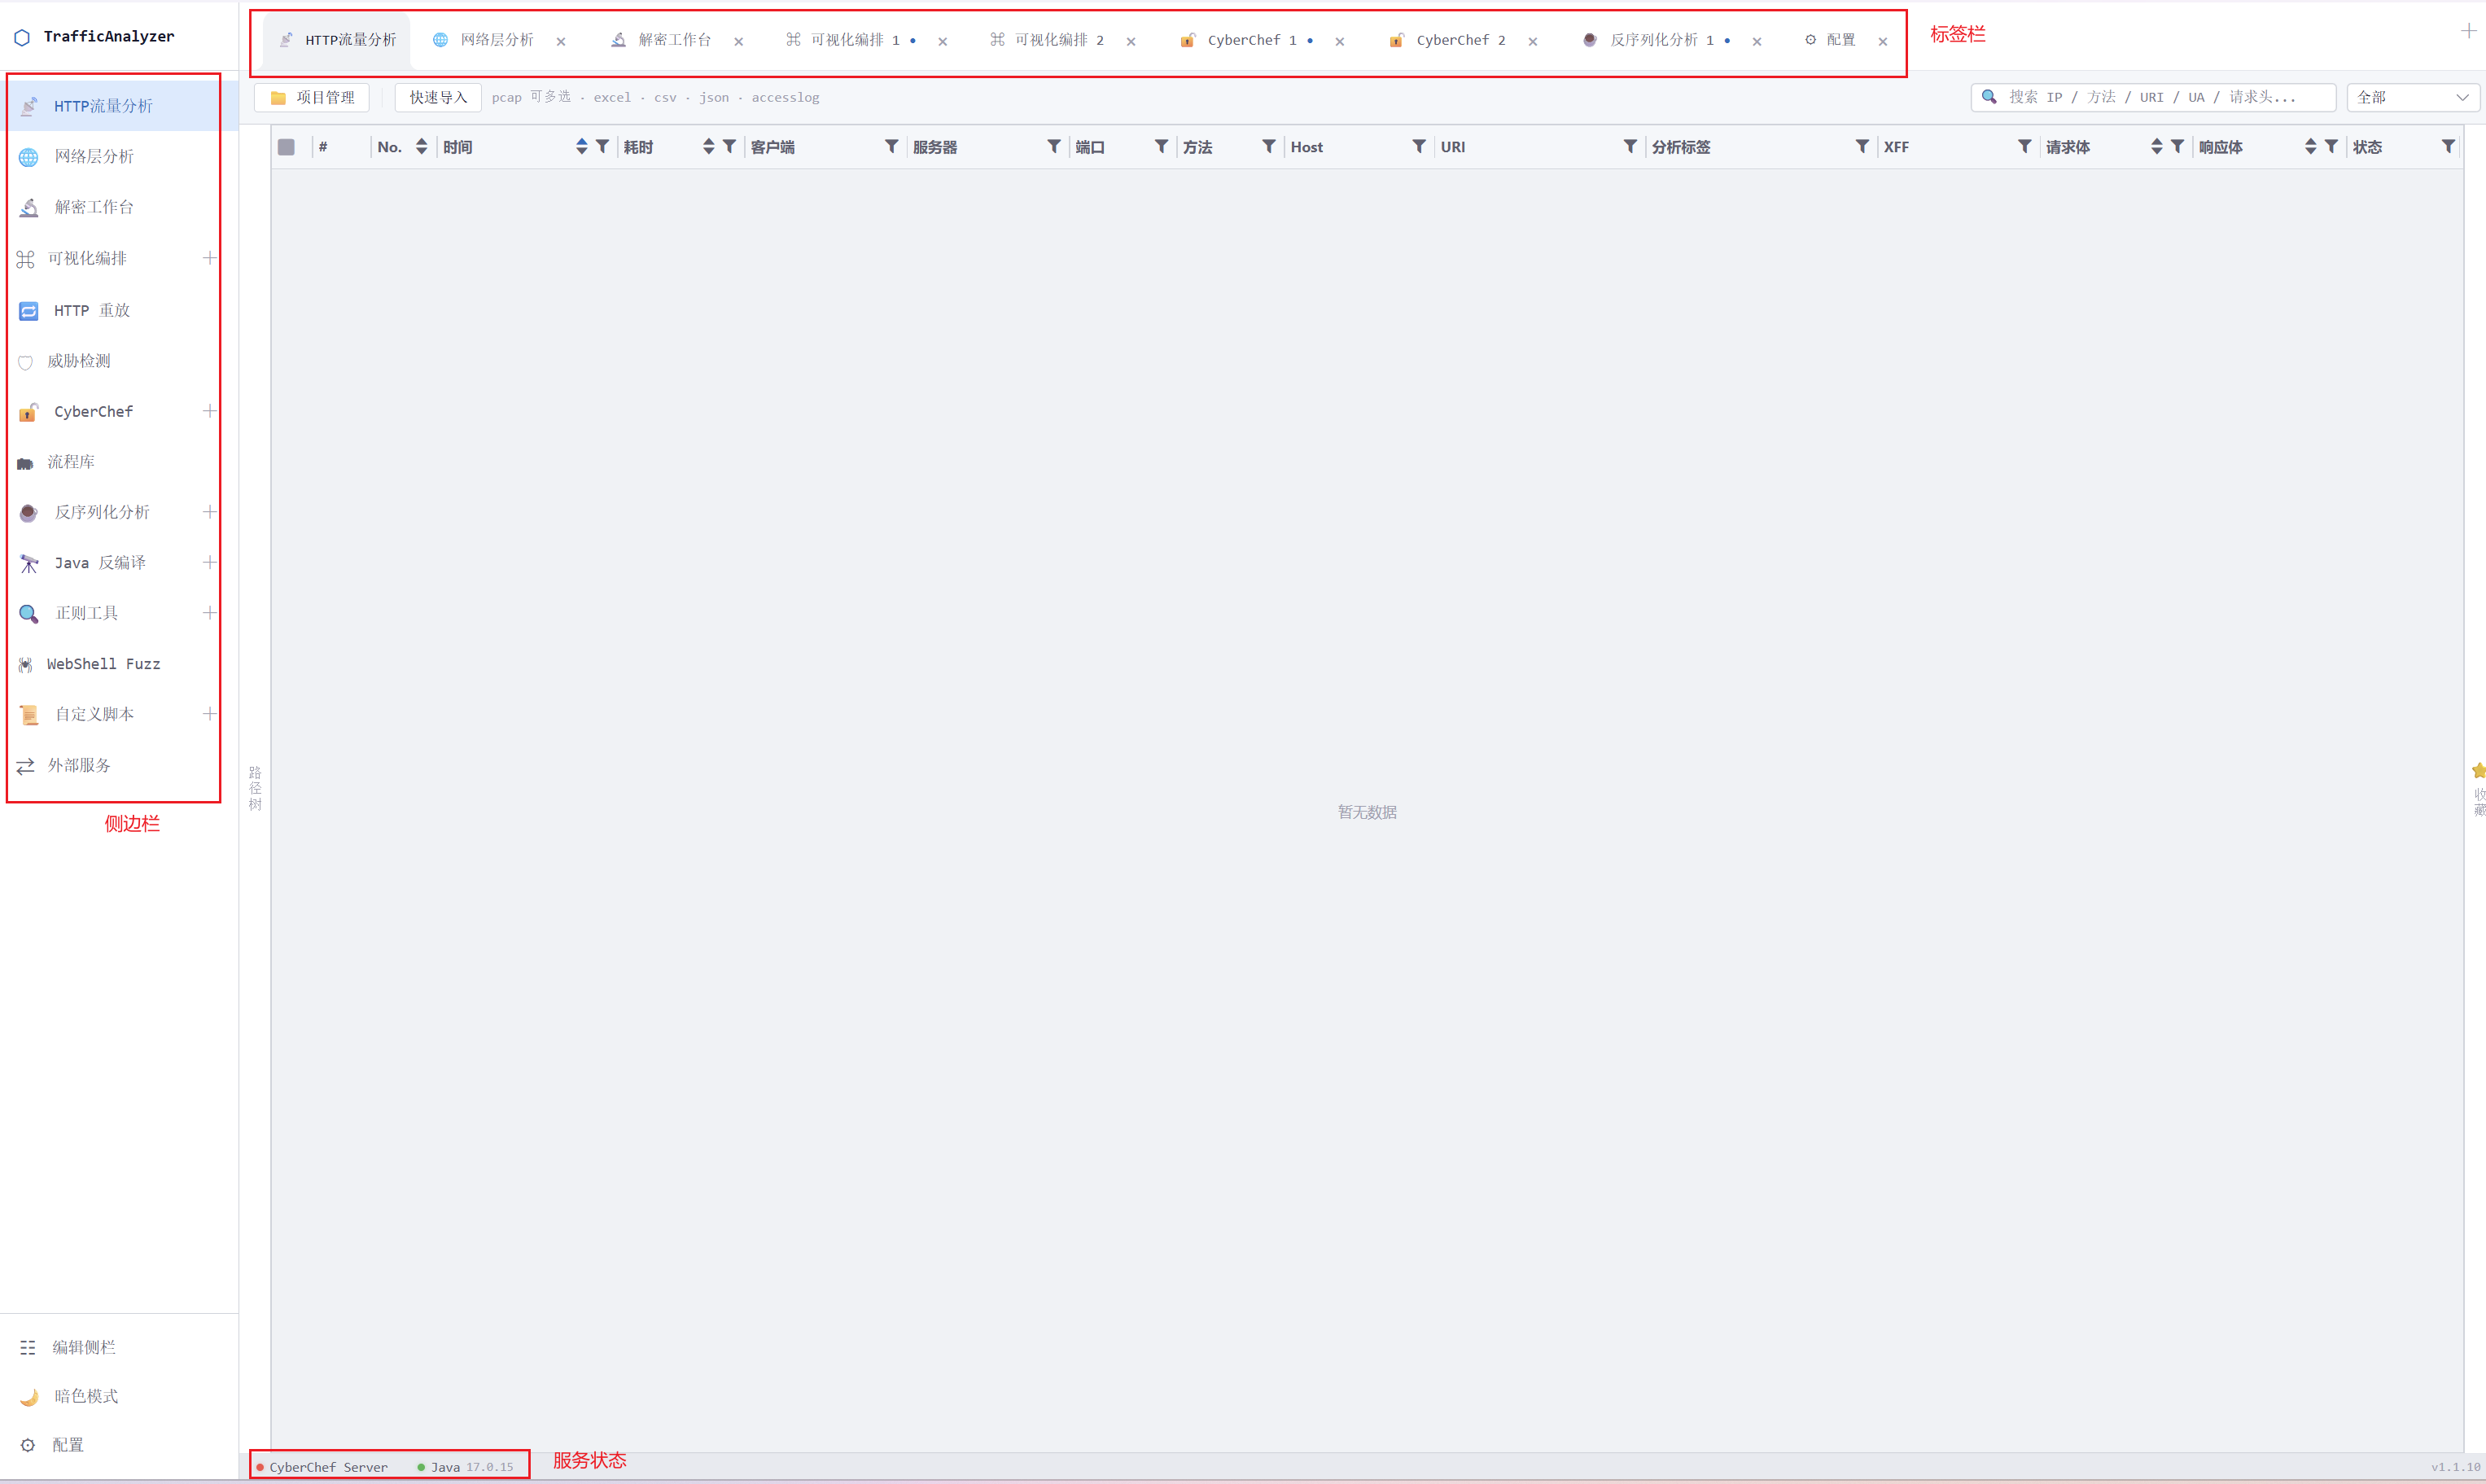 TrafficAnalyzer
HTTP流量分析 网络层分析 × 解密工作台 × 可视化编排 1 • × 可视化编排 2 × CyberChef 1 • × CyberChef 2 × 反序列化分析 1 • × 配置 ×
标签栏
项目管理 快速导入 pcap 可多选 · excel · csv · json · accesslog
搜索 IP / 方法 / URI / UA / 请求头... 全部
# No. 时间 耗时 客户端 服务器 端口 方法 Host URI 分析标签 XFF 请求体 响应体 状态
HTTP流量分析
网络层分析
解密工作台
可视化编排 +
HTTP 重放
威胁检测
CyberChef +
流程库
反序列化分析 +
Java 反编译 +
正则工具 +
WebShell Fuzz
自定义脚本 +
外部服务
侧边栏
路径树
暂无数据
收藏
编辑侧栏
暗色模式
配置
CyberChef Server Java 17.0.15
服务状态
v1.1.10